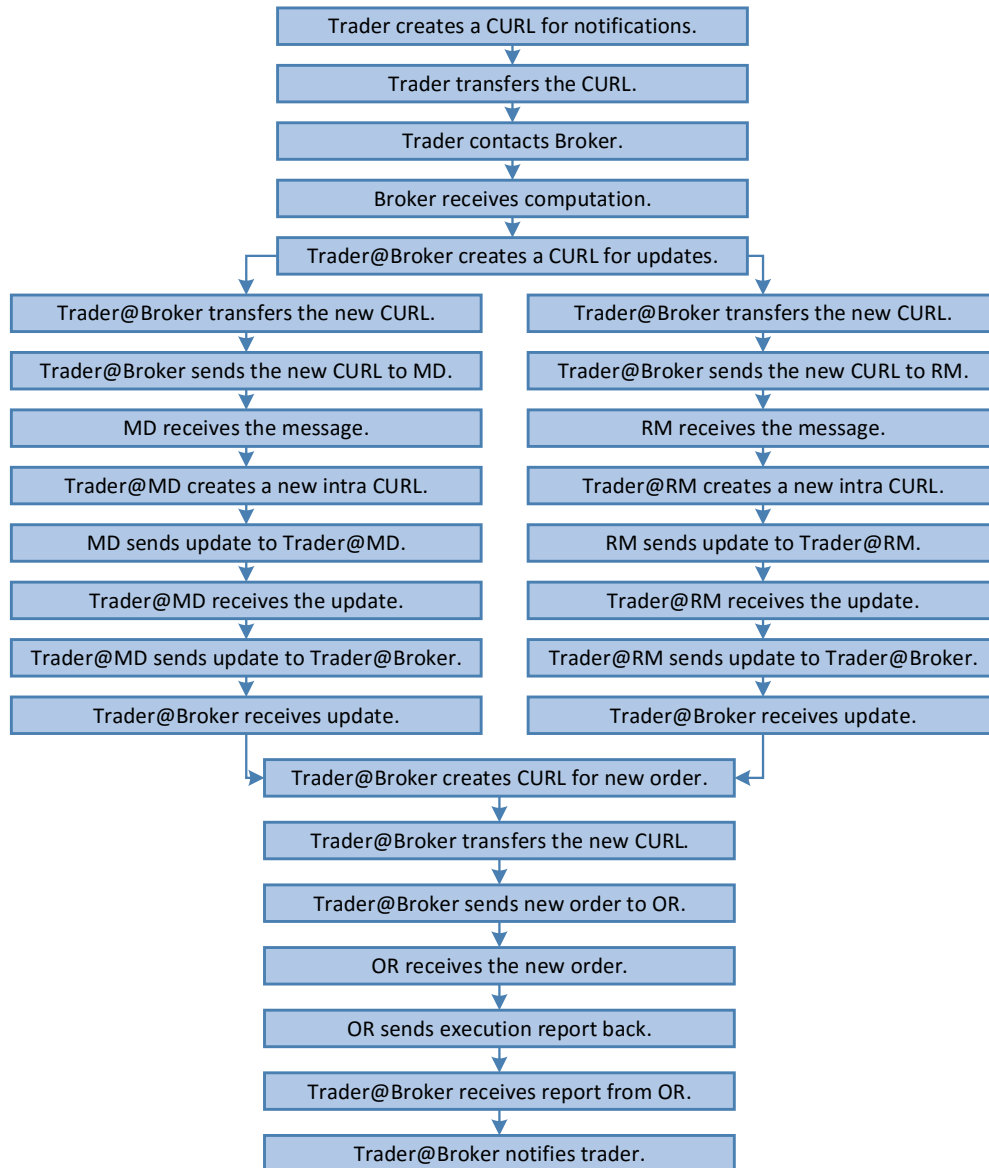 Trader creates a CURL for notifications.
Trader transfers the CURL.
Trader contacts Broker.
Broker receives computation.
Trader@Broker creates a CURL for updates.
Trader@Broker transfers the new CURL.
Trader@Broker sends the new CURL to MD.
MD receives the message.
Trader@MD creates a new intra CURL.
MD sends update to Trader@MD.
Trader@MD receives the update.
Trader@MD sends update to Trader@Broker.
Trader@Broker receives update.
Trader@Broker transfers the new CURL.
Trader@Broker sends the new CURL to RM.
RM receives the message.
Trader@RM creates a new intra CURL.
RM sends update to Trader@RM.
Trader@RM receives the update.
Trader@RM sends update to Trader@Broker.
Trader@Broker receives update.
Trader@Broker creates CURL for new order.
Trader@Broker transfers the new CURL.
Trader@Broker sends new order to OR.
OR receives the new order.
OR sends execution report back.
Trader@Broker receives report from OR.
Trader@Broker notifies trader.